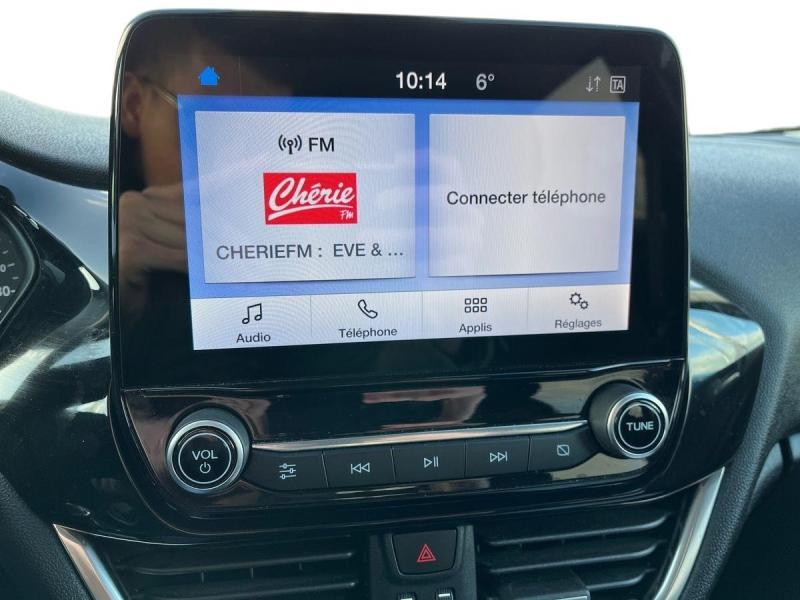 10:14 6° TA
FM
Chérie FM
CHERIEFM : EVE & ...
Connecter téléphone
Audio
Téléphone
Applis
Réglages
VOL
TUNE